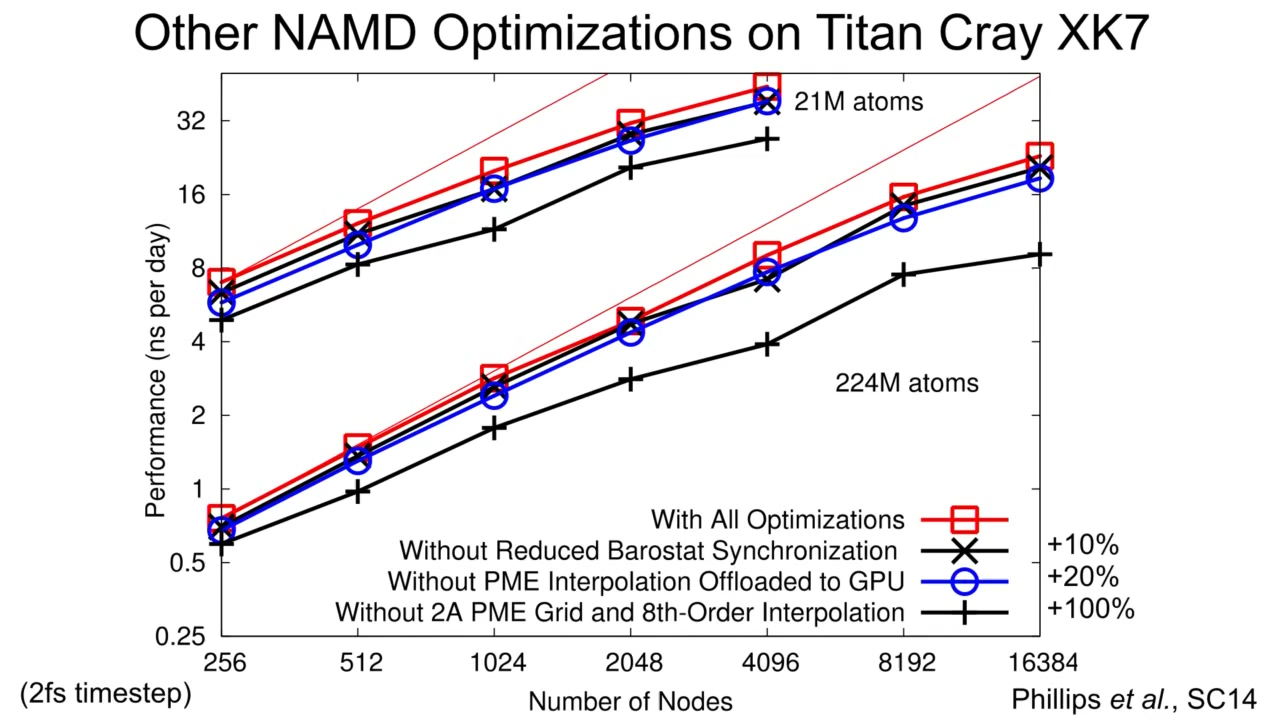 Other NAMD Optimizations on Titan Cray XK7
21M atoms
224M atoms
32
16
8
4
2
1
0.5
0.25
Performance (ns per day)
With All Optimizations
Without Reduced Barostat Synchronization +10%
Without PME Interpolation Offloaded to GPU +20%
Without 2A PME Grid and 8th-Order Interpolation +100%
256 512 1024 2048 4096 8192 16384
(2fs timestep)
Number of Nodes
Phillips et al., SC14